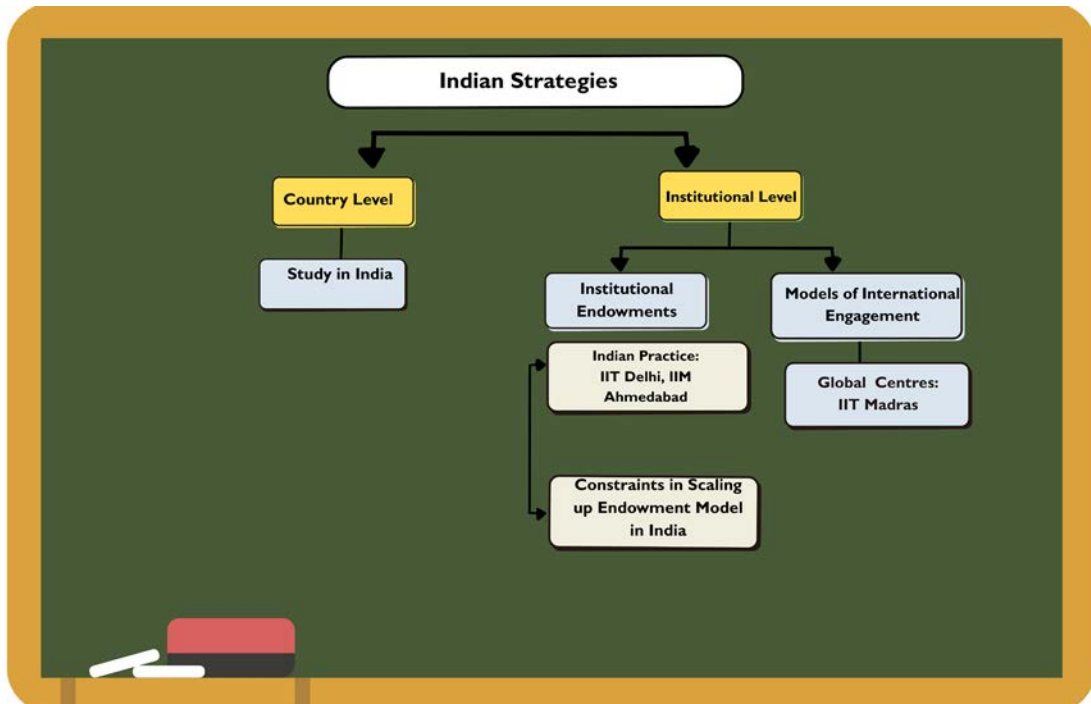 Indian Strategies
Country Level
Study in India
Institutional Level
Institutional
Endowments
Indian Practice:
IIT Delhi, IIM
Ahmedabad
Constraints in Scaling
up Endowment Model
in India
Models of International
Engagement
Global Centres:
IIT Madras